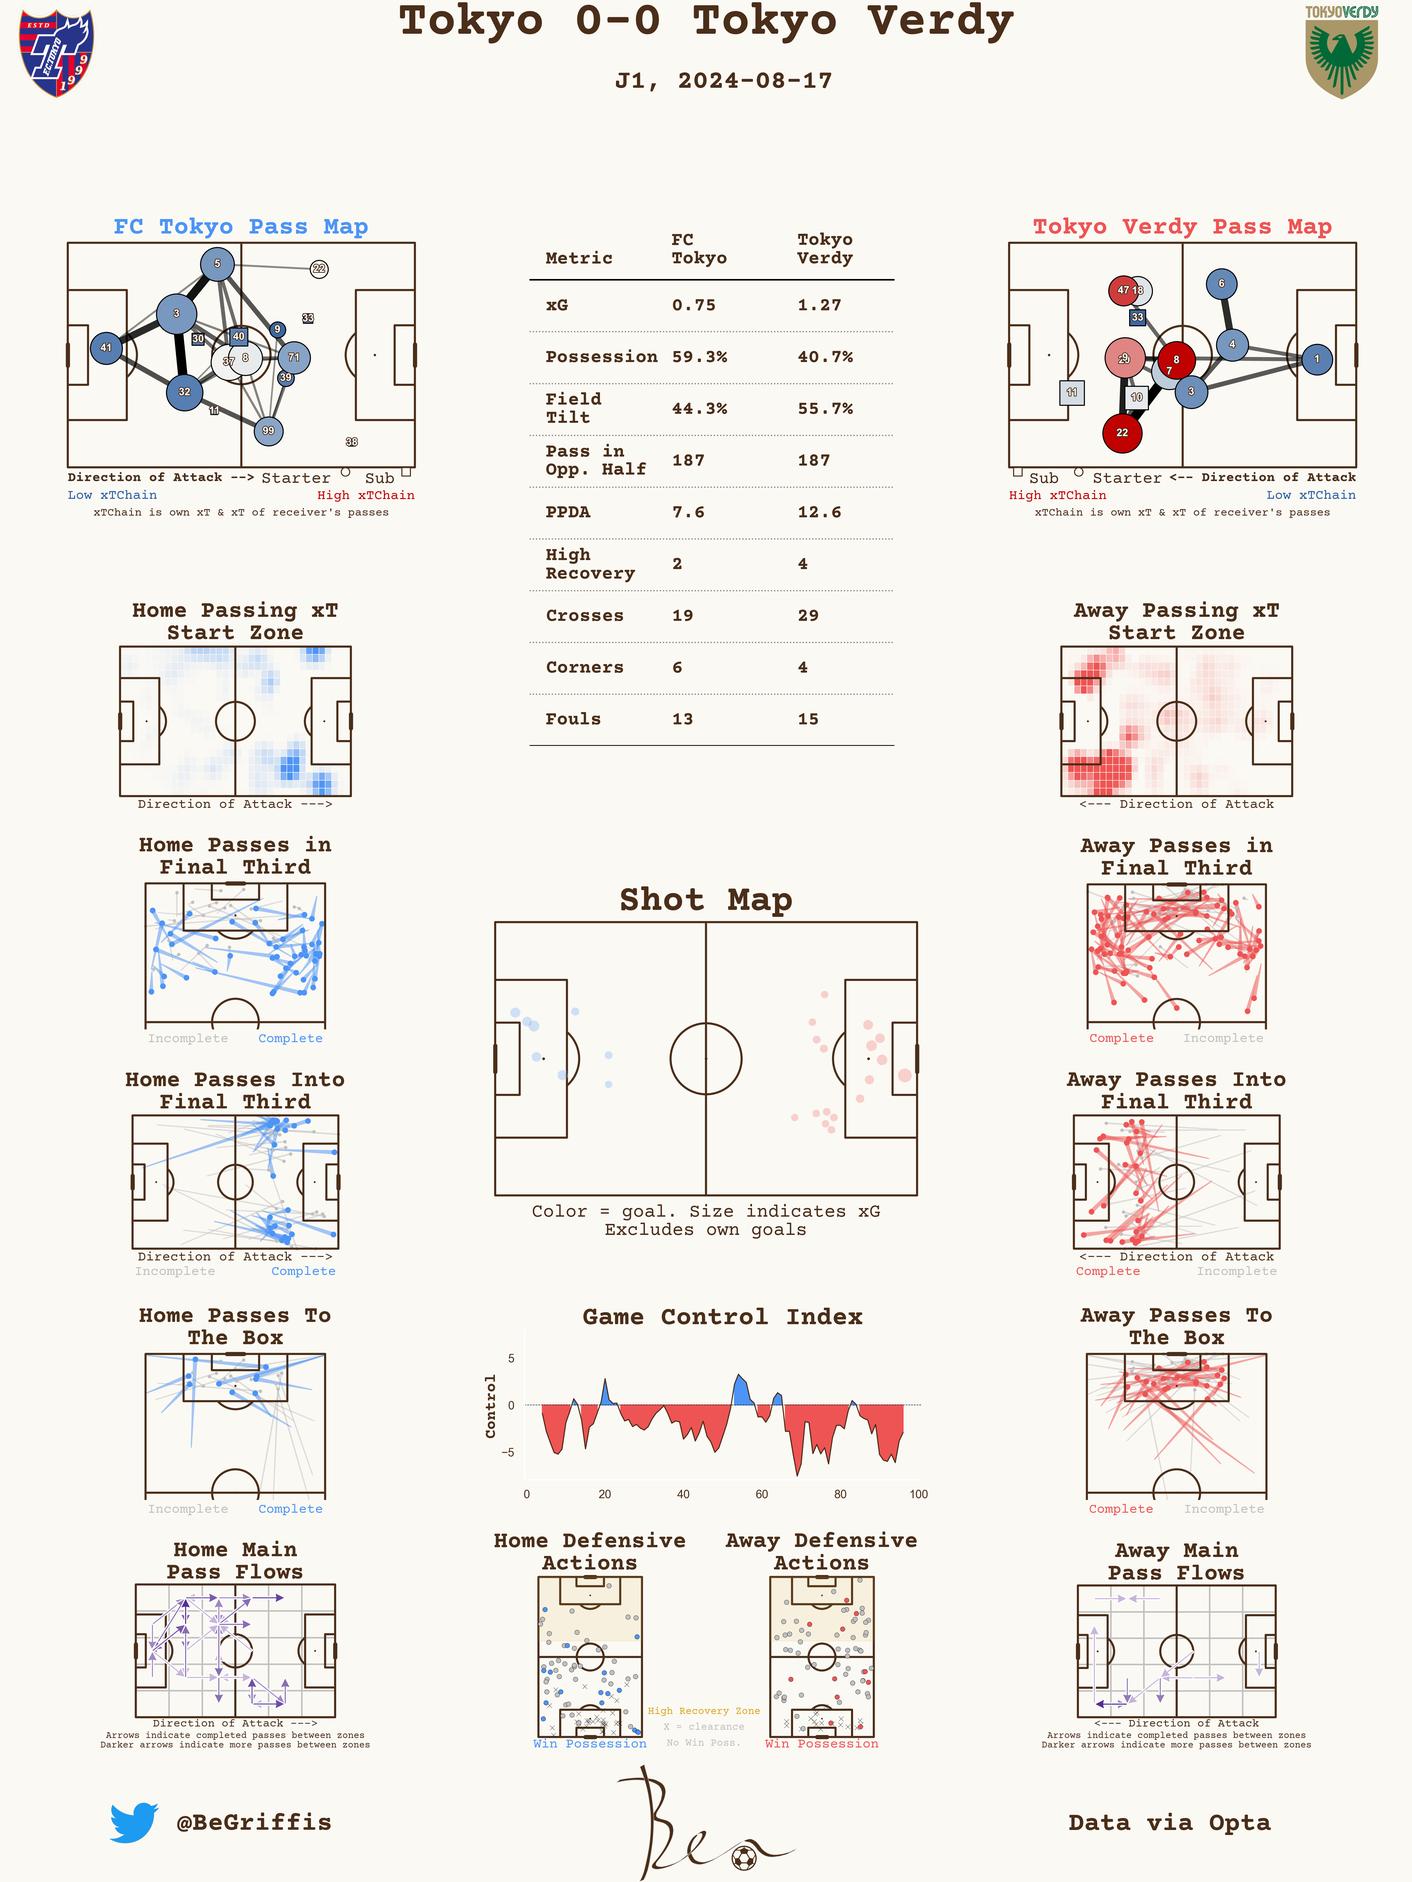 Tokyo 0-0 Tokyo Verdy
J1, 2024-08-17
ESTD
FCTOKYO
1999
TOKYOVERDY
FC Tokyo Pass Map
5
22
3
33
9
30
40
41
37
8
71
39
32
11
99
38
Direction of Attack --> Starter Sub
Low xTChain High xTChain
xTChain is own xT & xT of receiver's passes
Metric FC Tokyo Tokyo Verdy
xG 0.75 1.27
Possession 59.3% 40.7%
Field Tilt 44.3% 55.7%
Pass in Opp. Half 187 187
PPDA 7.6 12.6
High Recovery 2 4
Crosses 19 29
Corners 6 4
Fouls 13 15
Tokyo Verdy Pass Map
6
47
18
33
4
9
8
1
7
11
10
3
22
Sub Starter <-- Direction of Attack
High xTChain Low xTChain
xTChain is own xT & xT of receiver's passes
Home Passing xT
Start Zone
Direction of Attack --->
Away Passing xT
Start Zone
<--- Direction of Attack
Home Passes in
Final Third
Incomplete Complete
Away Passes in
Final Third
Complete Incomplete
Shot Map
Color = goal. Size indicates xG
Excludes own goals
Home Passes Into
Final Third
Direction of Attack --->
Incomplete Complete
Away Passes Into
Final Third
<--- Direction of Attack
Complete Incomplete
Home Passes To
The Box
Incomplete Complete
Game Control Index
Control
5
0
−5
0 20 40 60 80 100
Away Passes To
The Box
Complete Incomplete
Home Main
Pass Flows
Direction of Attack --->
Arrows indicate completed passes between zones
Darker arrows indicate more passes between zones
Home Defensive
Actions
Win Possession
Away Defensive
Actions
Win Possession
High Recovery Zone
X = clearance
No Win Poss.
Away Main
Pass Flows
<--- Direction of Attack
Arrows indicate completed passes between zones
Darker arrows indicate more passes between zones
@BeGriffis
Ben
Data via Opta